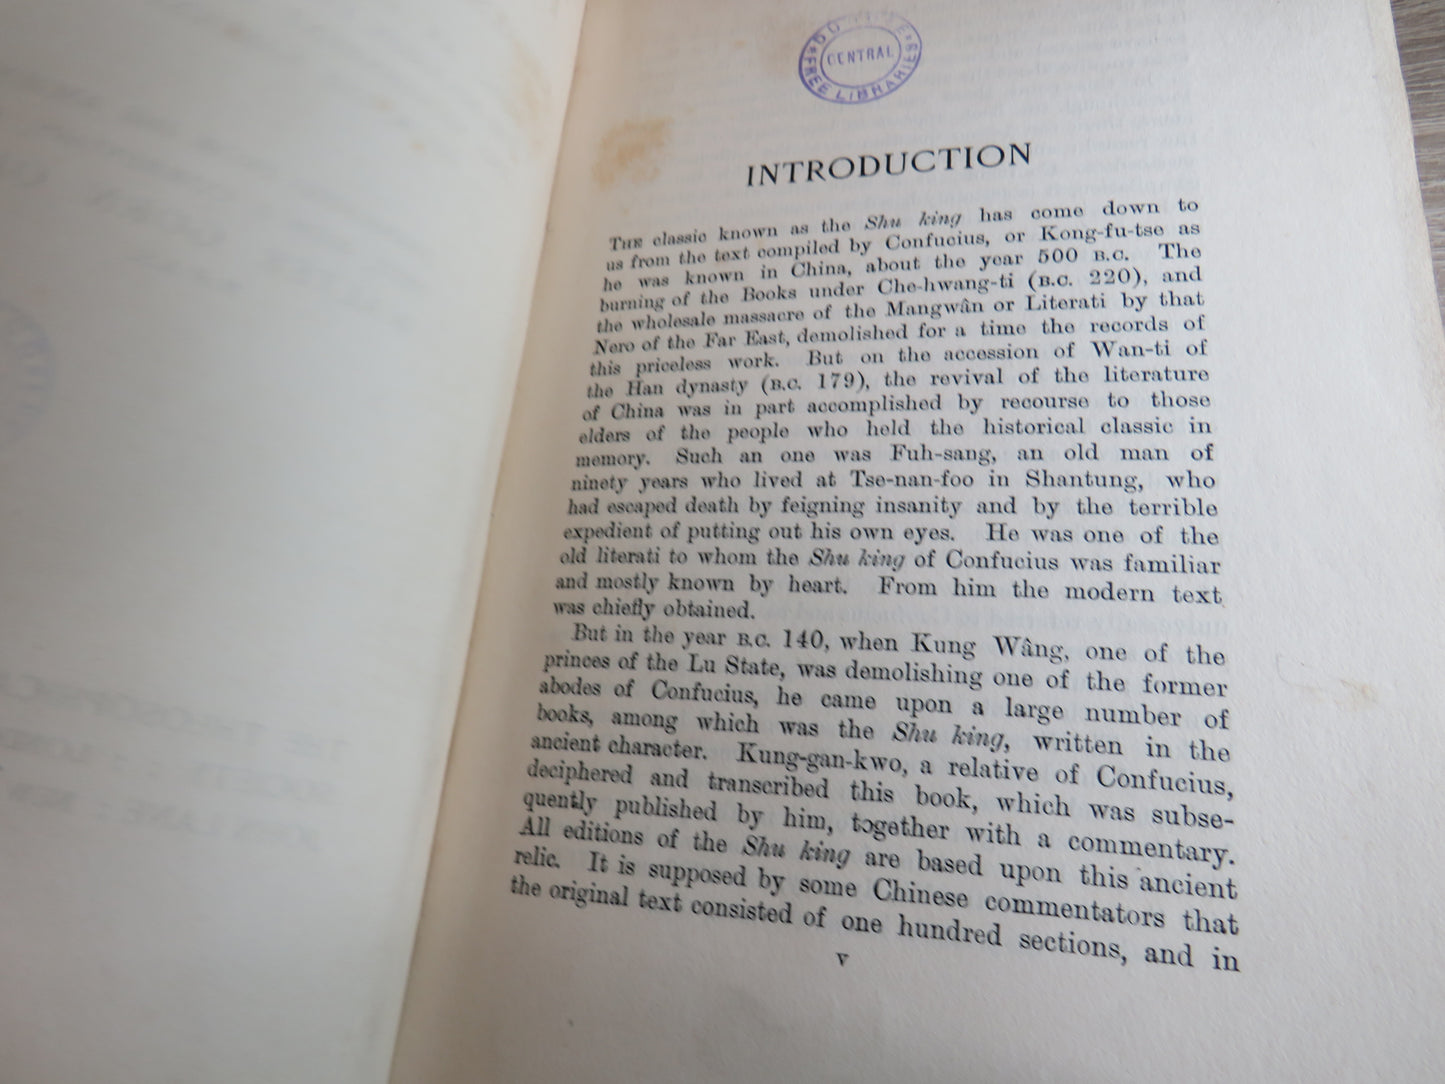 CENTRAL
FREE LIBRARIES
INTRODUCTION
THE classic known as the Shu king has come down to
us from the text compiled by Confucius, or Kong-fu-tse as
he was known in China, about the year 500 B.C. The
burning of the Books under Che-hwang-ti (B.C. 220), and
the wholesale massacre of the Mangwân or Literati by that
Nero of the Far East, demolished for a time the records of
this priceless work. But on the accession of Wan-ti of
the Han dynasty (B.C. 179), the revival of the literature
of China was in part accomplished by recourse to those
elders of the people who held the historical classic in
memory. Such an one was Fuh-sang, an old man of
ninety years who lived at Tse-nan-foo in Shantung, who
had escaped death by feigning insanity and by the terrible
expedient of putting out his own eyes. He was one of the
old literati to whom the Shu king of Confucius was familiar
and mostly known by heart. From him the modern text
was chiefly obtained.
But in the year B.C. 140, when Kung Wâng, one of the
princes of the Lu State, was demolishing one of the former
abodes of Confucius, he came upon a large number of
books, among which was the Shu king, written in the
ancient character. Kung-gan-kwo, a relative of Confucius,
deciphered and transcribed this book, which was subse-
quently published by him, together with a commentary.
All editions of the Shu king are based upon this ancient
relic. It is supposed by some Chinese commentators that
the original text consisted of one hundred sections, and in
v